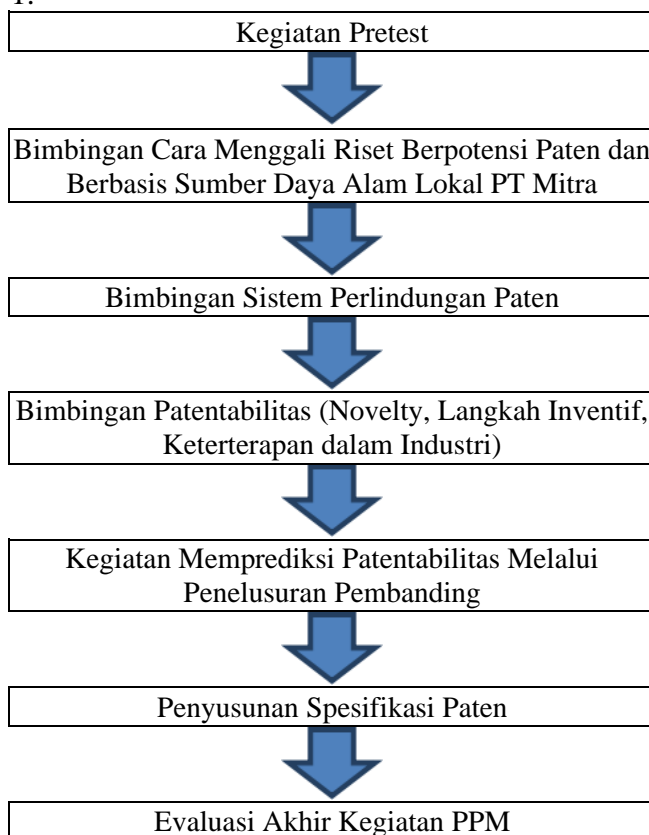 1.
Kegiatan Pretest
Bimbingan Cara Menggali Riset Berpotensi Paten dan
Berbasis Sumber Daya Alam Lokal PT Mitra
Bimbingan Sistem Perlindungan Paten
Bimbingan Patentabilitas (Novelty, Langkah Inventif,
Keterterapan dalam Industri)
Kegiatan Memprediksi Patentabilitas Melalui
Penelusuran Pembanding
Penyusunan Spesifikasi Paten
Evaluasi Akhir Kegiatan PPM